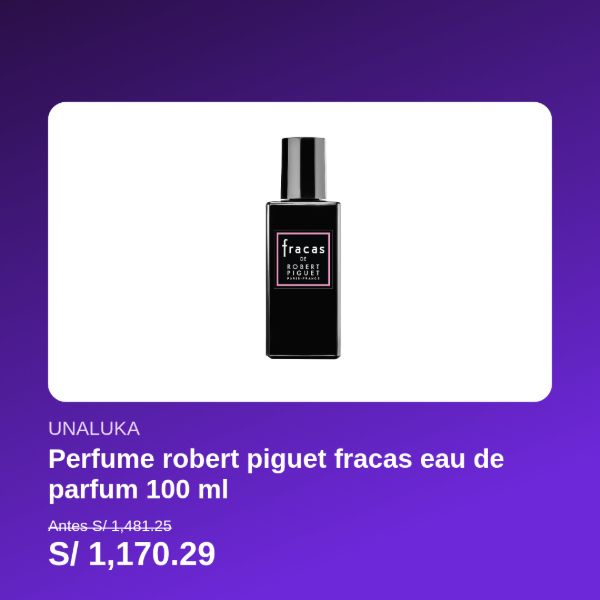 fracas
DE
ROBERT
PIGUET
PARIS-FRANCE
UNALUKA
Perfume robert piguet fracas eau de
parfum 100 ml
Antes S/ 1,481.25
S/ 1,170.29